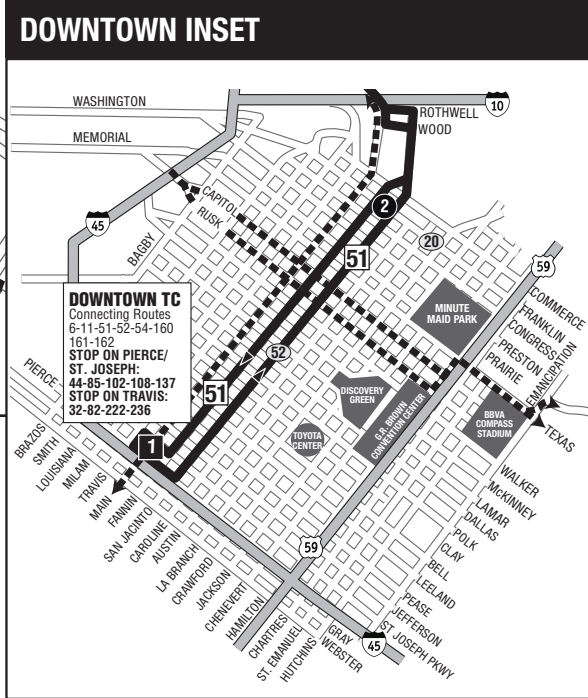 DOWNTOWN INSET
WASHINGTON
MEMORIAL
ROTHWELL
WOOD
10
CAPITOL
RUSK
45
BAGBY
2
20
51
59
COMMERCE
FRANKLIN
CONGRESS
PRESTON
PRAIRIE
EMANCIPATION
TEXAS
MINUTE
MAID PARK
DOWNTOWN TC
Connecting Routes
6-11-51-52-54-160
161-162
STOP ON PIERCE/
ST. JOSEPH:
44-85-102-108-137
STOP ON TRAVIS:
32-82-222-236
52
51
DISCOVERY
GREEN
G.R. BROWN
CONVENTION CENTER
TOYOTA
CENTER
BBVA
COMPASS
STADIUM
1
PIERCE
BRAZOS
SMITH
LOUISIANA
MILAM
TRAVIS
MAIN
FANNIN
SAN JACINTO
CAROLINE
AUSTIN
LA BRANCH
CRAWFORD
JACKSON
CHENEVERT
HAMILTON
CHARTRES
ST. EMANUEL
HUTCHINS
59
WALKER
McKINNEY
LAMAR
DALLAS
POLK
CLAY
BELL
LEELAND
PEASE
JEFFERSON
ST JOSEPH PKWY
GRAY
WEBSTER
45